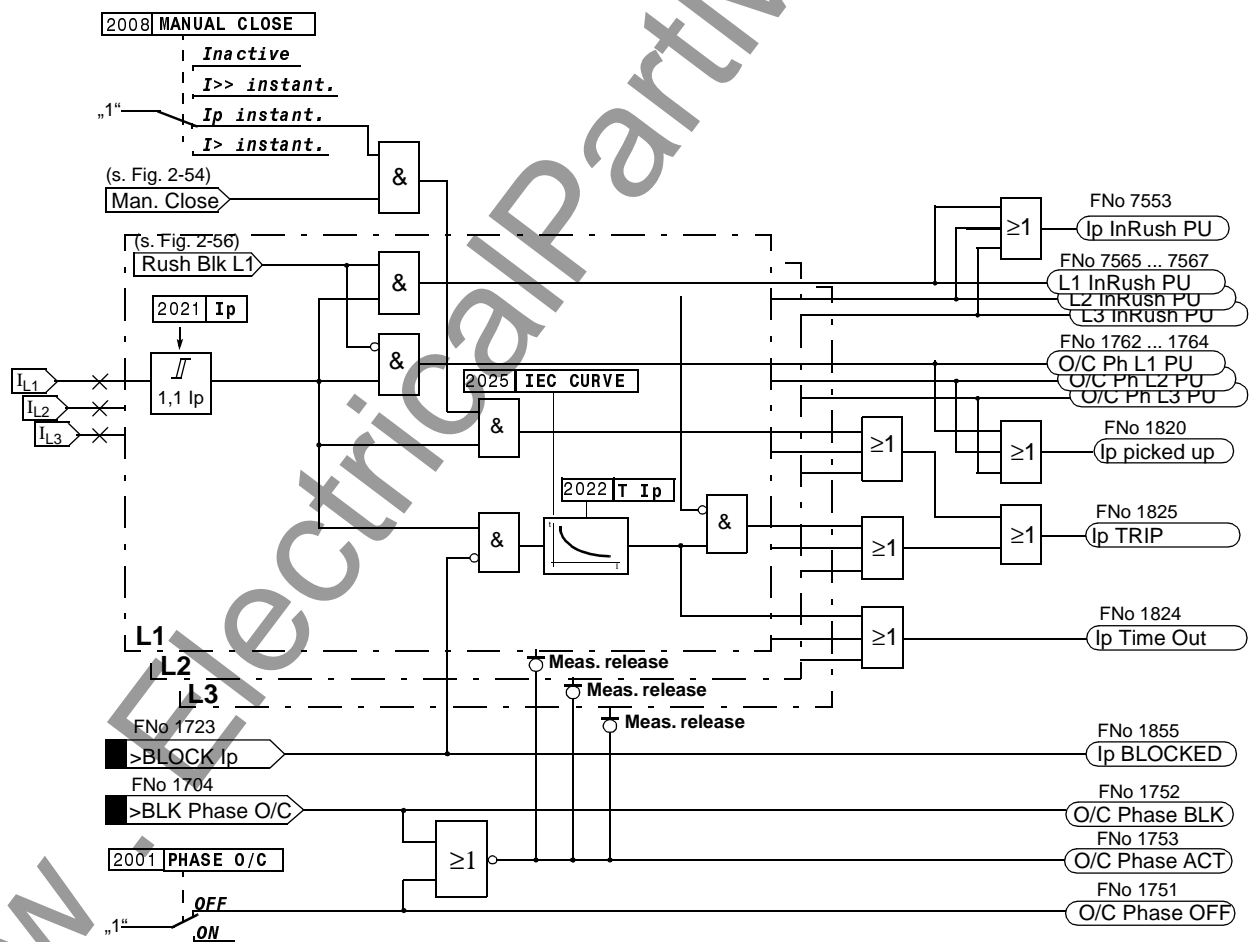 2008 MANUAL CLOSE
Inactive
I>> instant.
„1“
Ip instant.
I> instant.
(s. Fig. 2-54)
Man. Close
&
(s. Fig. 2-56)
Rush Blk L1
&
2021 Ip
&
1,1 Ip
IL1
IL2
IL3
2025 IEC CURVE
&
2022 T Ip
&
t
I
&
≥1
≥1
≥1
≥1
≥1
≥1
FNo 7553
Ip InRush PU
FNo 7565 ... 7567
L1 InRush PU
L2 InRush PU
L3 InRush PU
FNo 1762 ... 1764
O/C Ph L1 PU
O/C Ph L2 PU
O/C Ph L3 PU
FNo 1820
Ip picked up
FNo 1825
Ip TRIP
FNo 1824
Ip Time Out
L1
L2
L3
Meas. release
Meas. release
Meas. release
FNo 1723
>BLOCK Ip
FNo 1855
Ip BLOCKED
FNo 1704
>BLK Phase O/C
FNo 1752
O/C Phase BLK
≥1
FNo 1753
O/C Phase ACT
2001 PHASE O/C
OFF
„1“
ON
FNo 1751
O/C Phase OFF
w . ElectricalPart